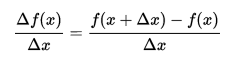 Δf(x)/Δx = (f(x + Δx) − f(x))/Δx